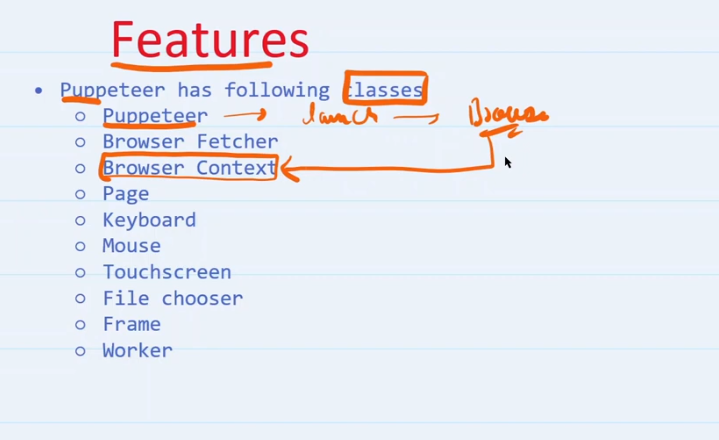 Features
• Puppeteer has following classes
○ Puppeteer → launch → Browser
○ Browser Fetcher
○ Browser Context
○ Page
○ Keyboard
○ Mouse
○ Touchscreen
○ File chooser
○ Frame
○ Worker